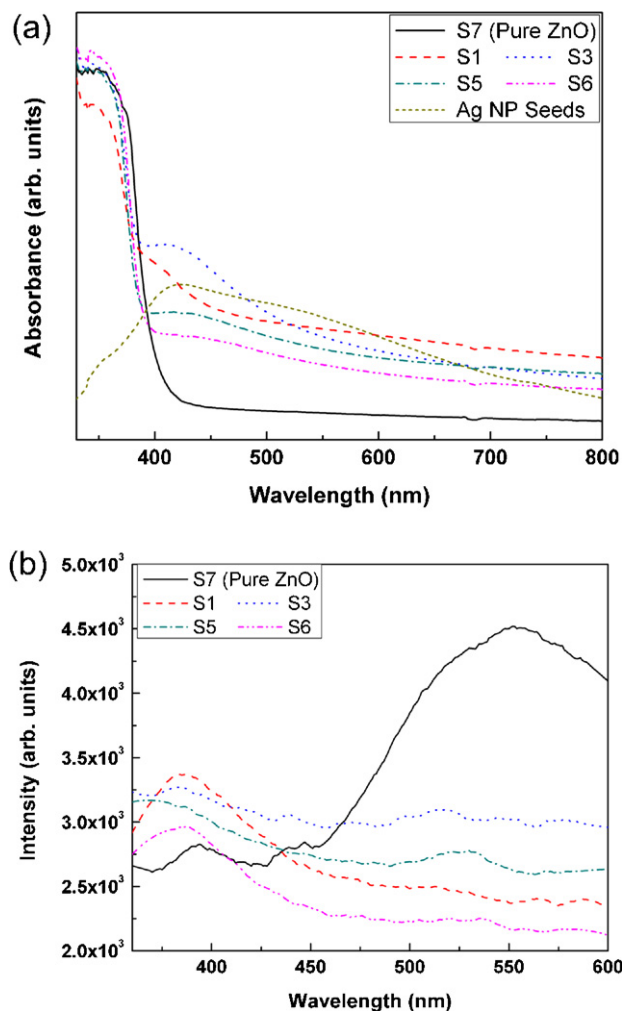 (a)
S7 (Pure ZnO)
S1 S3
S5 S6
Ag NP Seeds
Absorbance (arb. units)
400 500 600 700 800
Wavelength (nm)
(b)
5.0x10³
4.5x10³
4.0x10³
3.5x10³
3.0x10³
2.5x10³
2.0x10³
S7 (Pure ZnO)
S1 S3
S5 S6
Intensity (arb. units)
400 450 500 550 600
Wavelength (nm)